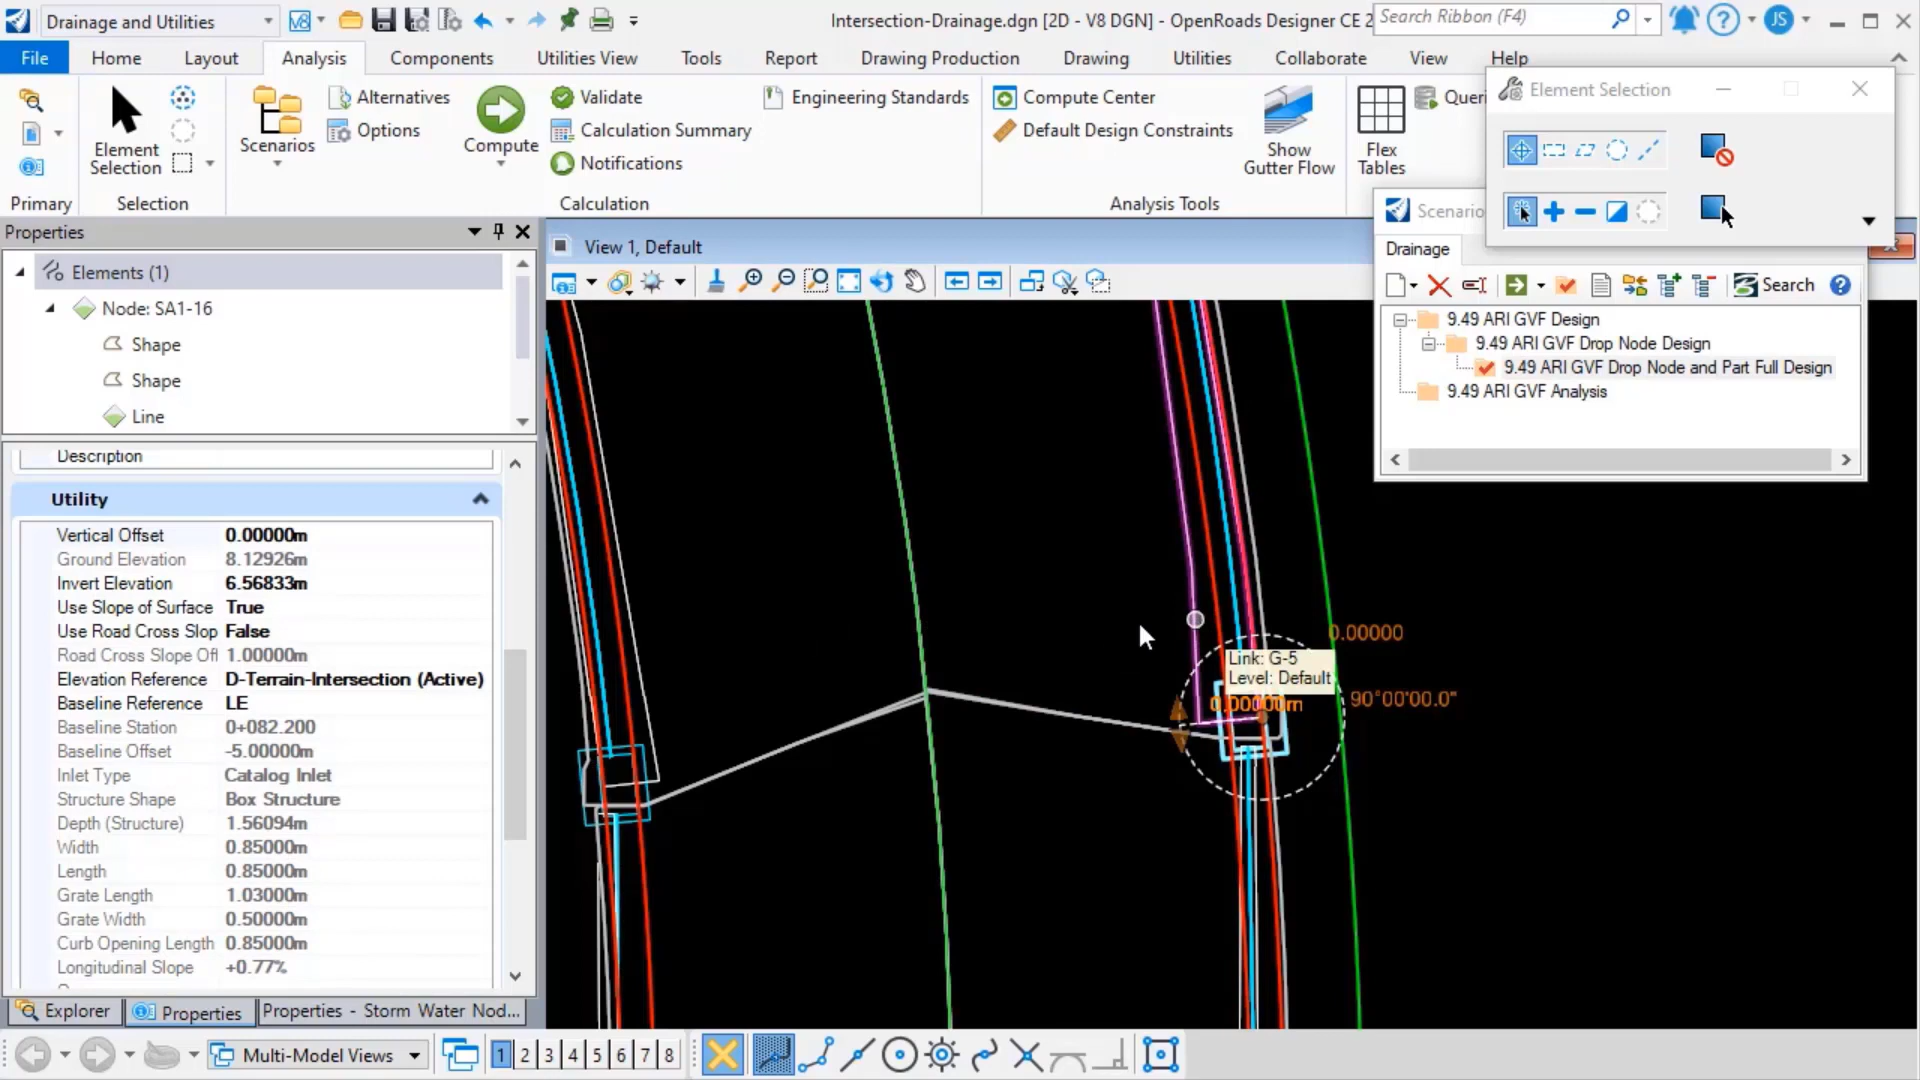 Drainage and Utilities
V8
Intersection-Drainage.dgn [2D - V8 DGN] - OpenRoads Designer CE 2
Search Ribbon (F4)
JS
File
Home
Layout
Analysis
Components
Utilities View
Tools
Report
Drawing Production
Drawing
Utilities
Collaborate
View
Help
Primary
Element
Selection
Selection
Scenarios
Alternatives
Options
Compute
Validate
Calculation Summary
Notifications
Calculation
Engineering Standards
Compute Center
Default Design Constraints
Show
Gutter Flow
Analysis Tools
Flex
Tables
Queri
Element Selection
Scenario
Drainage
Search
9.49 ARI GVF Design
9.49 ARI GVF Drop Node Design
9.49 ARI GVF Drop Node and Part Full Design
9.49 ARI GVF Analysis
Properties
Elements (1)
Node: SA1-16
Shape
Shape
Line
Description
Utility
Vertical Offset 0.00000m
Ground Elevation 8.12926m
Invert Elevation 6.56833m
Use Slope of Surface True
Use Road Cross Slop False
Road Cross Slope Off 1.00000m
Elevation Reference D-Terrain-Intersection (Active)
Baseline Reference LE
Baseline Station 0+082.200
Baseline Offset -5.00000m
Inlet Type Catalog Inlet
Structure Shape Box Structure
Depth (Structure) 1.56094m
Width 0.85000m
Length 0.85000m
Grate Length 1.03000m
Grate Width 0.50000m
Curb Opening Length 0.85000m
Longitudinal Slope +0.77%
Explorer
Properties
Properties - Storm Water Nod...
View 1, Default
0.00000
Link: G-5
Level: Default
0.00000m
90°00'00.0"
Multi-Model Views
1 2 3 4 5 6 7 8